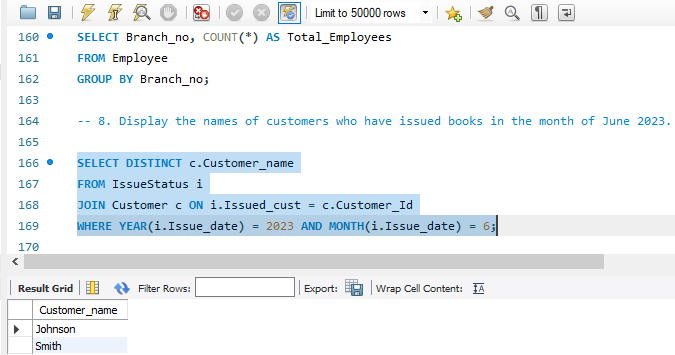 Limit to 50000 rows
160 SELECT Branch_no, COUNT(*) AS Total_Employees
161 FROM Employee
162 GROUP BY Branch_no;
163
164 -- 8. Display the names of customers who have issued books in the month of June 2023.
165
166 SELECT DISTINCT c.Customer_name
167 FROM IssueStatus i
168 JOIN Customer c ON i.Issued_cust = c.Customer_Id
169 WHERE YEAR(i.Issue_date) = 2023 AND MONTH(i.Issue_date) = 6;
170
Result Grid Filter Rows: Export: Wrap Cell Content: IA
Customer_name
Johnson
Smith